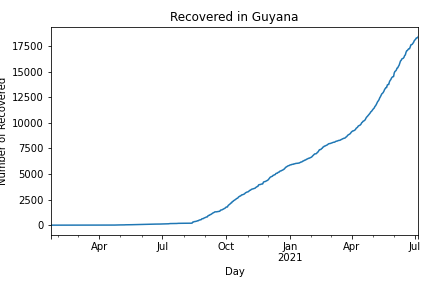 Recovered in Guyana
Number of Recovered
17500
15000
12500
10000
7500
5000
2500
0
Apr
Jul
Oct
Jan
2021
Apr
Jul
Day